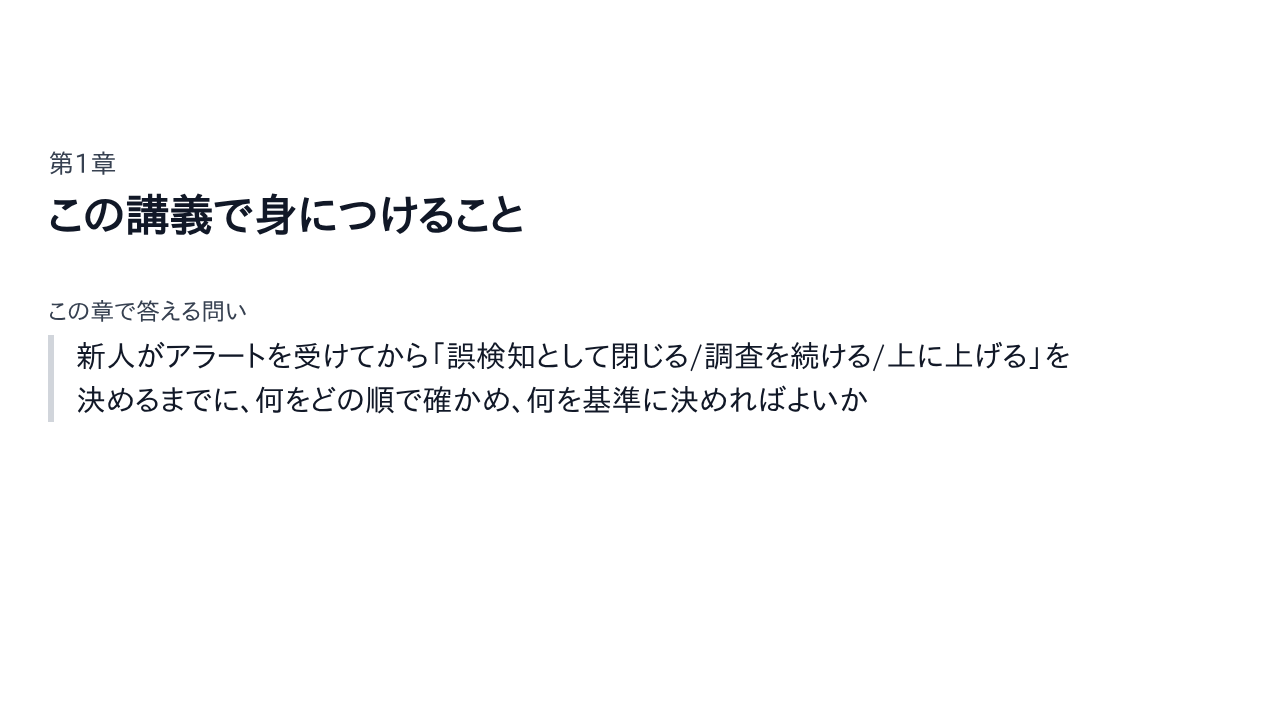 第1章
この講義で身につけること
この章で答える問い
新人がアラートを受けてから「誤検知として閉じる/調査を続ける/上に上げる」を
決めるまでに、何をどの順で確かめ、何を基準に決めればよいか